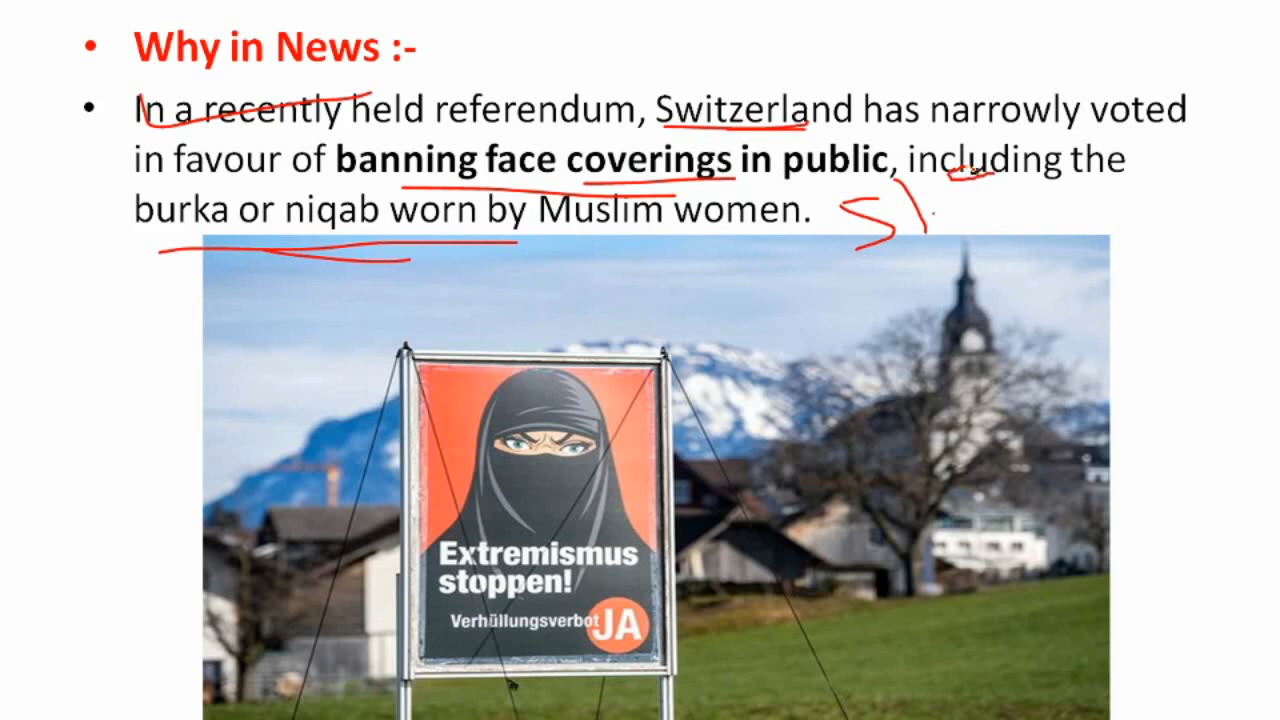 • Why in News :-
• In a recently held referendum, Switzerland has narrowly voted
in favour of banning face coverings in public, including the
burka or niqab worn by Muslim women.
Extremismus
stoppen!
Verhüllungsverbot JA